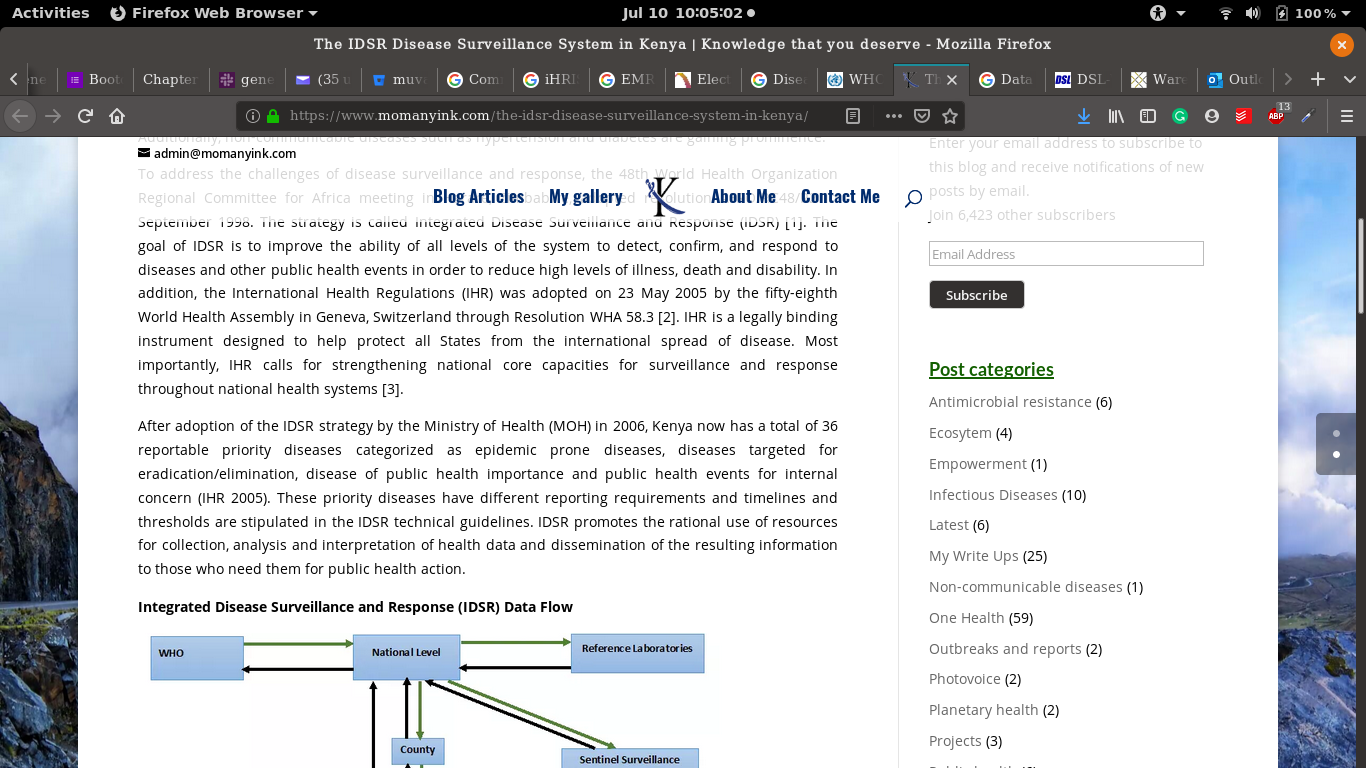 Activities Firefox Web Browser Jul 10 10:05:02 100 %
The IDSR Disease Surveillance System in Kenya | Knowledge that you deserve - Mozilla Firefox
Boot Chapter gene (35 u muv Com iHRI EMR Elect Dise WHO Th Data DSL- Ware Outl
https://www.momanyink.com/the-idsr-disease-surveillance-system-in-kenya/ 13 ABP
Additionally, non-communicable diseases such as hypertension and diabetes are gaining prominence.
admin@momanyink.com
To address the challenges of disease surveillance and response, the 48th World Health Organization
Regional Committee for Africa meeting in
Blog Articles My gallery About Me Contact Me
September 1998. The strategy is called Integrated Disease Surveillance and Response (IDSR) [1]. The
goal of IDSR is to improve the ability of all levels of the system to detect, confirm, and respond to
diseases and other public health events in order to reduce high levels of illness, death and disability. In
addition, the International Health Regulations (IHR) was adopted on 23 May 2005 by the fifty-eighth
World Health Assembly in Geneva, Switzerland through Resolution WHA 58.3 [2]. IHR is a legally binding
instrument designed to help protect all States from the international spread of disease. Most
importantly, IHR calls for strengthening national core capacities for surveillance and response
throughout national health systems [3].
After adoption of the IDSR strategy by the Ministry of Health (MOH) in 2006, Kenya now has a total of 36
reportable priority diseases categorized as epidemic prone diseases, diseases targeted for
eradication/elimination, disease of public health importance and public health events for internal
concern (IHR 2005). These priority diseases have different reporting requirements and timelines and
thresholds are stipulated in the IDSR technical guidelines. IDSR promotes the rational use of resources
for collection, analysis and interpretation of health data and dissemination of the resulting information
to those who need them for public health action.
Integrated Disease Surveillance and Response (IDSR) Data Flow
WHO
National Level
Reference Laboratories
County
Sentinel Surveillance
Enter your email address to subscribe to
this blog and receive notifications of new
posts by email.
Join 6,423 other subscribers
Email Address
Subscribe
Post categories
Antimicrobial resistance (6)
Ecosytem (4)
Empowerment (1)
Infectious Diseases (10)
Latest (6)
My Write Ups (25)
Non-communicable diseases (1)
One Health (59)
Outbreaks and reports (2)
Photovoice (2)
Planetary health (2)
Projects (3)